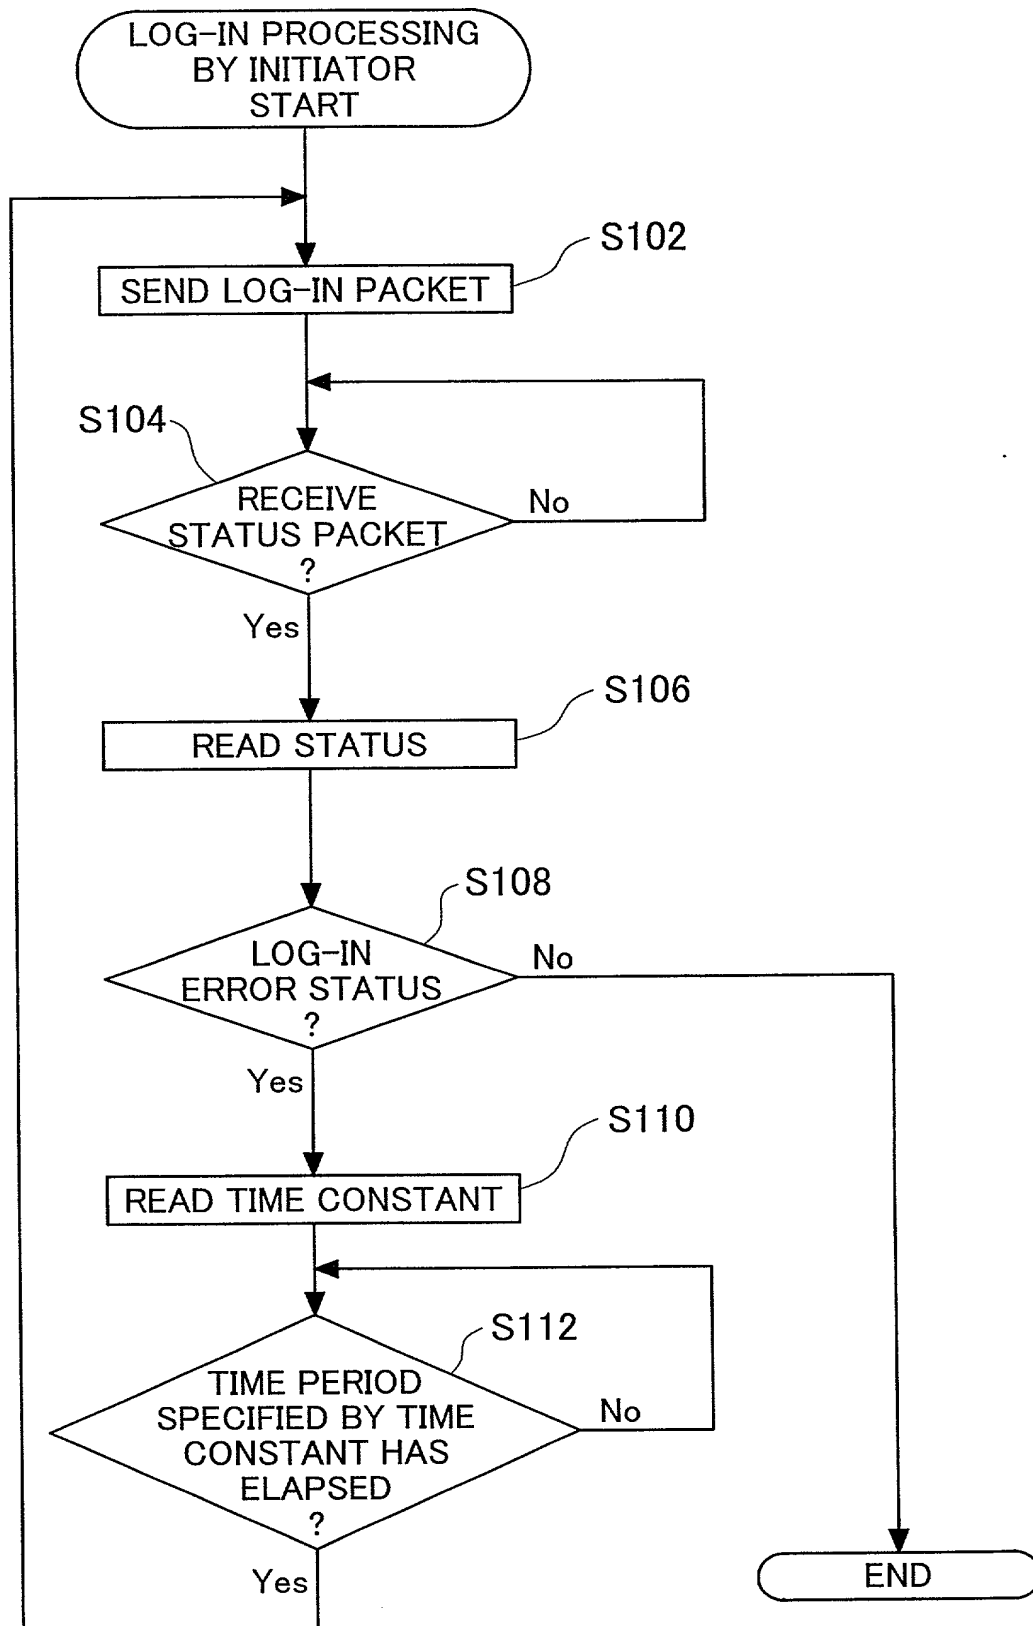 LOG-IN PROCESSING
BY INITIATOR
START
S102
SEND LOG-IN PACKET
S104
RECEIVE
STATUS PACKET
?
No
Yes
S106
READ STATUS
S108
LOG-IN
ERROR STATUS
?
No
Yes
S110
READ TIME CONSTANT
S112
TIME PERIOD
SPECIFIED BY TIME
CONSTANT HAS
ELAPSED
?
No
Yes
END